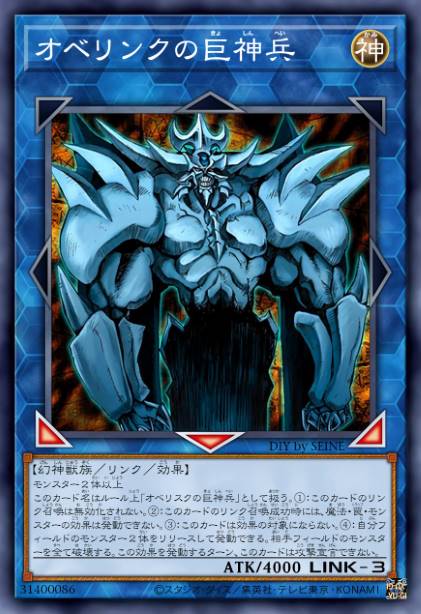 オベリンクの巨神兵
神
DIY by SEINE
【幻神獣族／リンク／効果】
モンスター2体以上
このカード名はルール上「オベリスクの巨神兵」として扱う。①：このカードのリン
ク召喚は無効化されない。②：このカードのリンク召喚成功時には、魔法・罠・モン
スターの効果は発動できない。③：このカードは効果の対象にならない。④：自分フ
ィールドのモンスター2体をリリースして発動できる。相手フィールドのモンスタ
ーを全て破壊する。この効果を発動するターン、このカードは攻撃宣言できない。
ATK/4000 LINK-3
31400086
©スタジオ・ダイス／集英社・テレビ東京・KONAMI